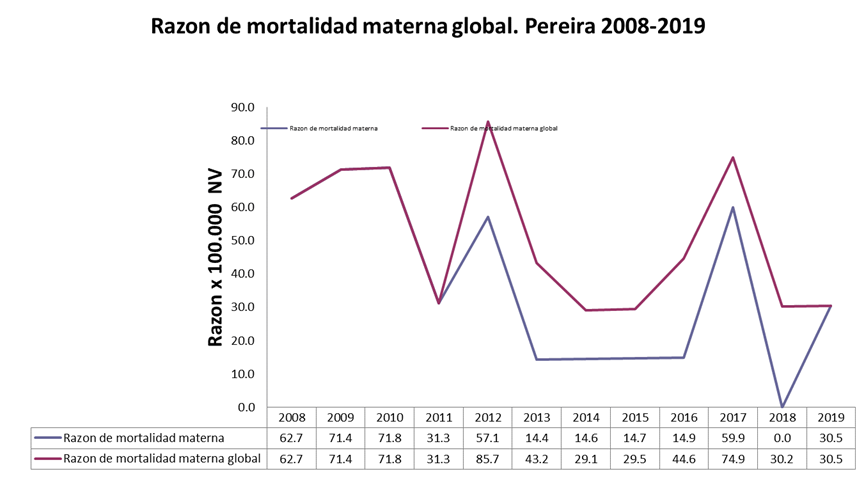 Razon de mortalidad materna global. Pereira 2008-2019
90.0
Razon de mortalidad materna Razon de mortalidad materna global
80.0
70.0
60.0
50.0
40.0
30.0
20.0
10.0
0.0
Razon x 100.000 NV
2008 2009 2010 2011 2012 2013 2014 2015 2016 2017 2018 2019
Razon de mortalidad materna 62.7 71.4 71.8 31.3 57.1 14.4 14.6 14.7 14.9 59.9 0.0 30.5
Razon de mortalidad materna global 62.7 71.4 71.8 31.3 85.7 43.2 29.1 29.5 44.6 74.9 30.2 30.5